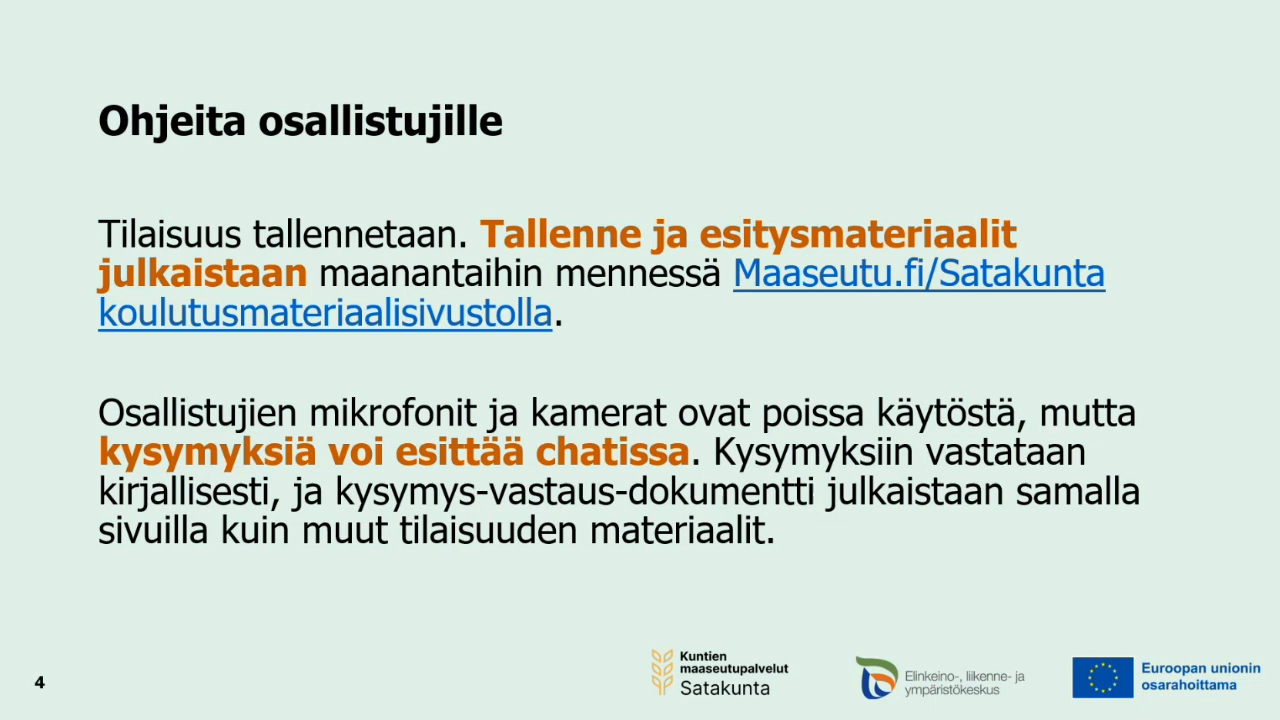 Ohjeita osallistujille
Tilaisuus tallennetaan. Tallenne ja esitysmateriaalit
julkaistaan maanantaihin mennessä Maaseutu.fi/Satakunta
koulutusmateriaalisivustolla.
Osallistujien mikrofonit ja kamerat ovat poissa käytöstä, mutta
kysymyksiä voi esittää chatissa. Kysymyksiin vastataan
kirjallisesti, ja kysymys-vastaus-dokumentti julkaistaan samalla
sivuilla kuin muut tilaisuuden materiaalit.
4
Kuntien
maaseutupalvelut
Satakunta
Elinkeino-, liikenne- ja
ympäristökeskus
Euroopan unionin
osarahoittama